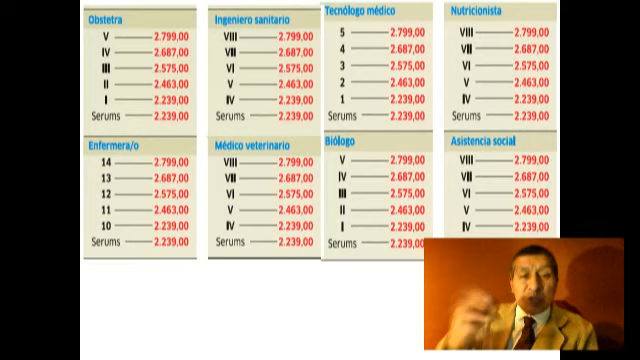 Obstetra
V 2.799,00
IV 2.687,00
III 2.575,00
II 2.463,00
I 2.239,00
Serums 2.239,00
Ingeniero sanitario
VIII 2.799,00
VII 2.687,00
VI 2.575,00
V 2.463,00
IV 2.239,00
Serums 2.239,00
Tecnólogo médico
5 2.799,00
4 2.687,00
3 2.575,00
2 2.463,00
1 2.239,00
Serums 2.239,00
Nutricionista
VIII 2.799,00
VII 2.687,00
VI 2.575,00
V 2.463,00
IV 2.239,00
Serums 2.239,00
Enfermera/o
14 2.799,00
13 2.687,00
12 2.575,00
11 2.463,00
10 2.239,00
Serums 2.239,00
Médico veterinario
VIII 2.799,00
VII 2.687,00
VI 2.575,00
V 2.463,00
IV 2.239,00
Serums 2.239,00
Biólogo
V 2.799,00
IV 2.687,00
III 2.575,00
II 2.463,00
I 2.239,00
Serums 2.239,00
Asistencia social
VIII 2.799,00
VII 2.687,00
VI 2.575,00
V 2.463,00
IV 2.239,00